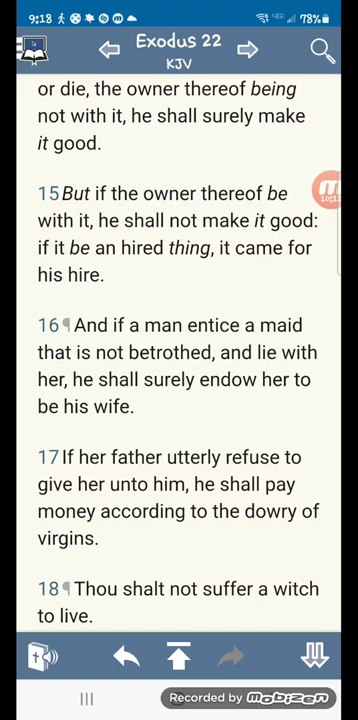 9:18
78%
Exodus 22
KJV
or die, the owner thereof being
not with it, he shall surely make
it good.
15 But if the owner thereof be
with it, he shall not make it good:
if it be an hired thing, it came for
his hire.
16 ¶ And if a man entice a maid
that is not betrothed, and lie with
her, he shall surely endow her to
be his wife.
17 If her father utterly refuse to
give her unto him, he shall pay
money according to the dowry of
virgins.
18 ¶ Thou shalt not suffer a witch
to live.
Recorded by mobizen